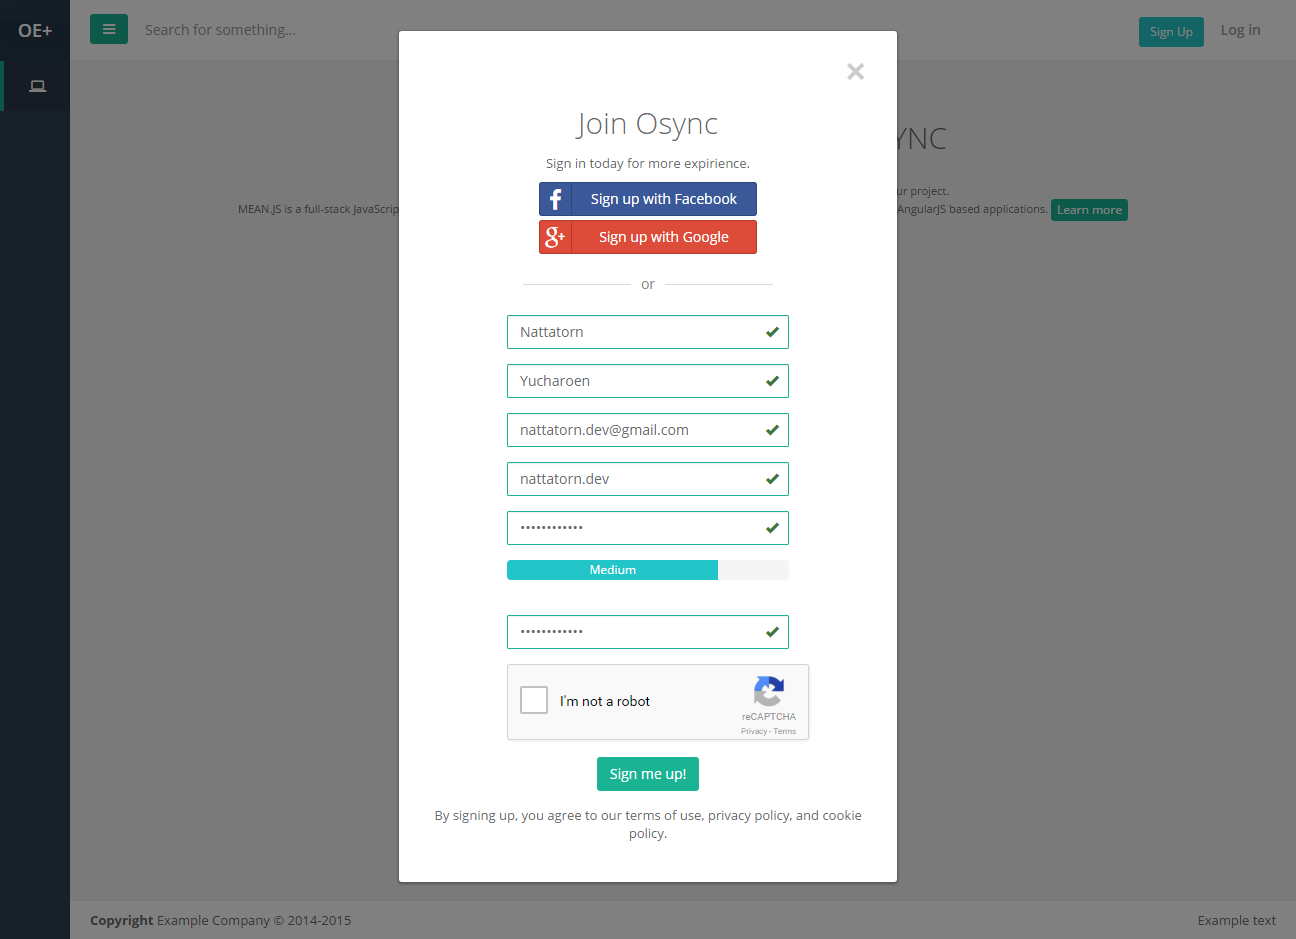 OE+
Search for something...
Sign Up
Log in
Join Osync
YNC
Sign in today for more expirience.
ur project.
Sign up with Facebook
MEAN.JS is a full-stack JavaScrip
AngularJS based applications.
Learn more
Sign up with Google
or
Nattatorn
Yucharoen
nattatorn.dev@gmail.com
nattatorn.dev
••••••••••••
Medium
••••••••••••
I'm not a robot
reCAPTCHA
Privacy - Terms
Sign me up!
By signing up, you agree to our terms of use, privacy policy, and cookie
policy.
Copyright Example Company © 2014-2015
Example text